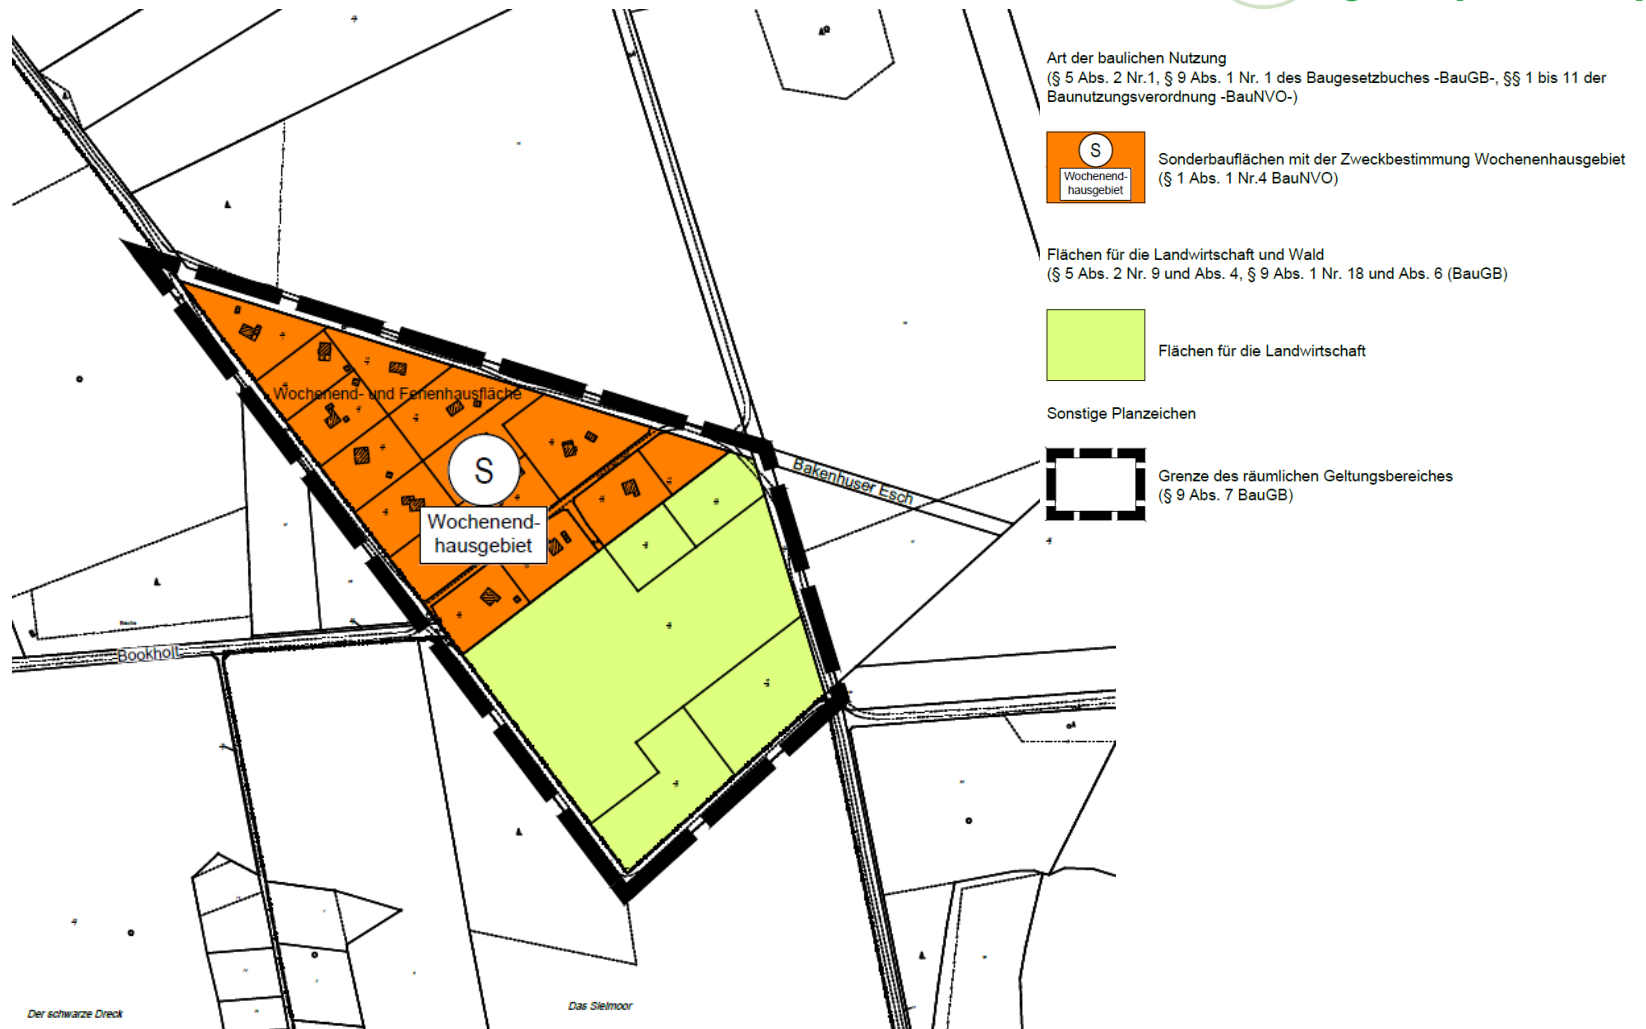 Art der baulichen Nutzung
(§ 5 Abs. 2 Nr.1, § 9 Abs. 1 Nr. 1 des Baugesetzbuches -BauGB-, §§ 1 bis 11 der
Baunutzungsverordnung -BauNVO-)
S
Wochenend-
hausgebiet
Sonderbauflächen mit der Zweckbestimmung Wochenenhausgebiet
(§ 1 Abs. 1 Nr.4 BauNVO)
Flächen für die Landwirtschaft und Wald
(§ 5 Abs. 2 Nr. 9 und Abs. 4, § 9 Abs. 1 Nr. 18 und Abs. 6 (BauGB)
Flächen für die Landwirtschaft
Sonstige Planzeichen
Grenze des räumlichen Geltungsbereiches
(§ 9 Abs. 7 BauGB)
Wochenend- und Ferienhausfläche
S
Wochenend-
hausgebiet
Bakenhuser Esch
Bookholt
Der schwarze Dreck
Das Sielmoor